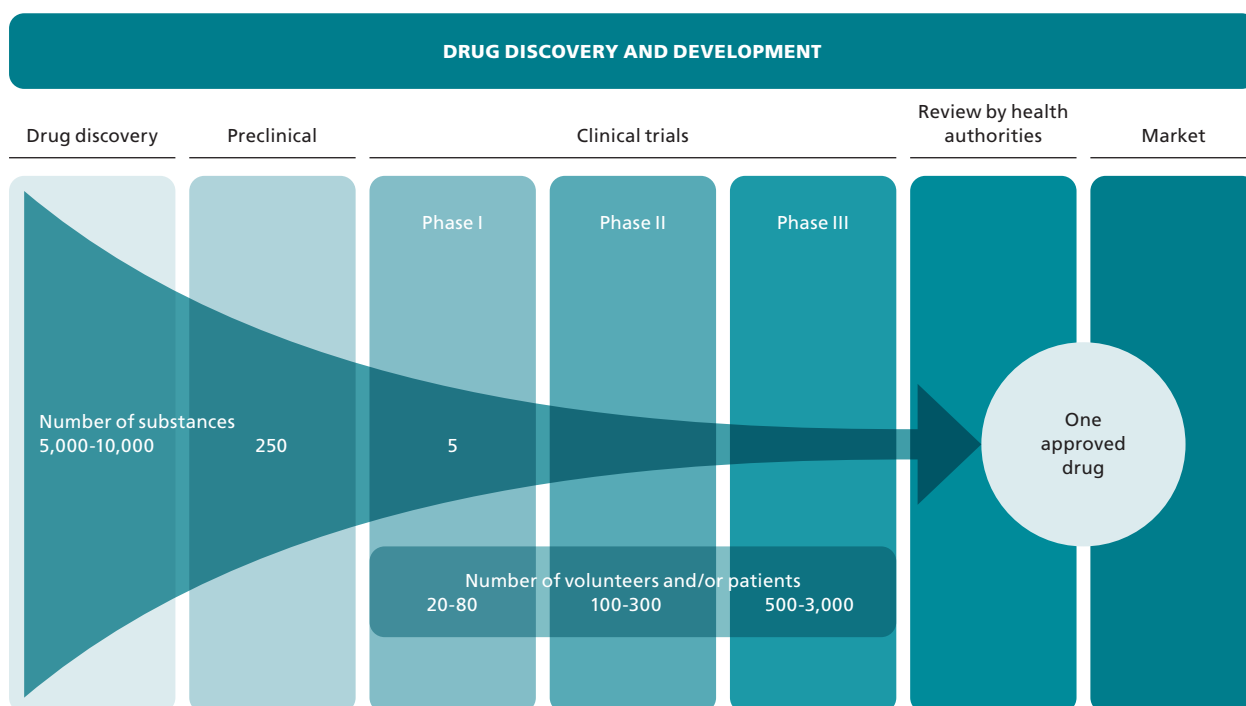 DRUG DISCOVERY AND DEVELOPMENT
Drug discovery
Preclinical
Clinical trials
Review by health
authorities
Market
Phase I
Phase II
Phase III
Number of substances
5,000-10,000
250
5
One
approved
drug
Number of volunteers and/or patients
20-80
100-300
500-3,000